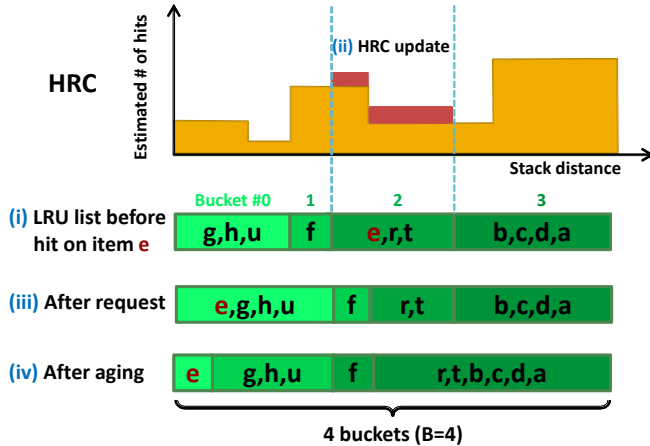 (ii) HRC update
HRC
Estimated # of hits
Stack distance
Bucket #0 1 2 3
(i) LRU list before
hit on item e
g,h,u f e,r,t b,c,d,a
(iii) After request
e,g,h,u f r,t b,c,d,a
(iv) After aging
e g,h,u f r,t,b,c,d,a
4 buckets (B=4)